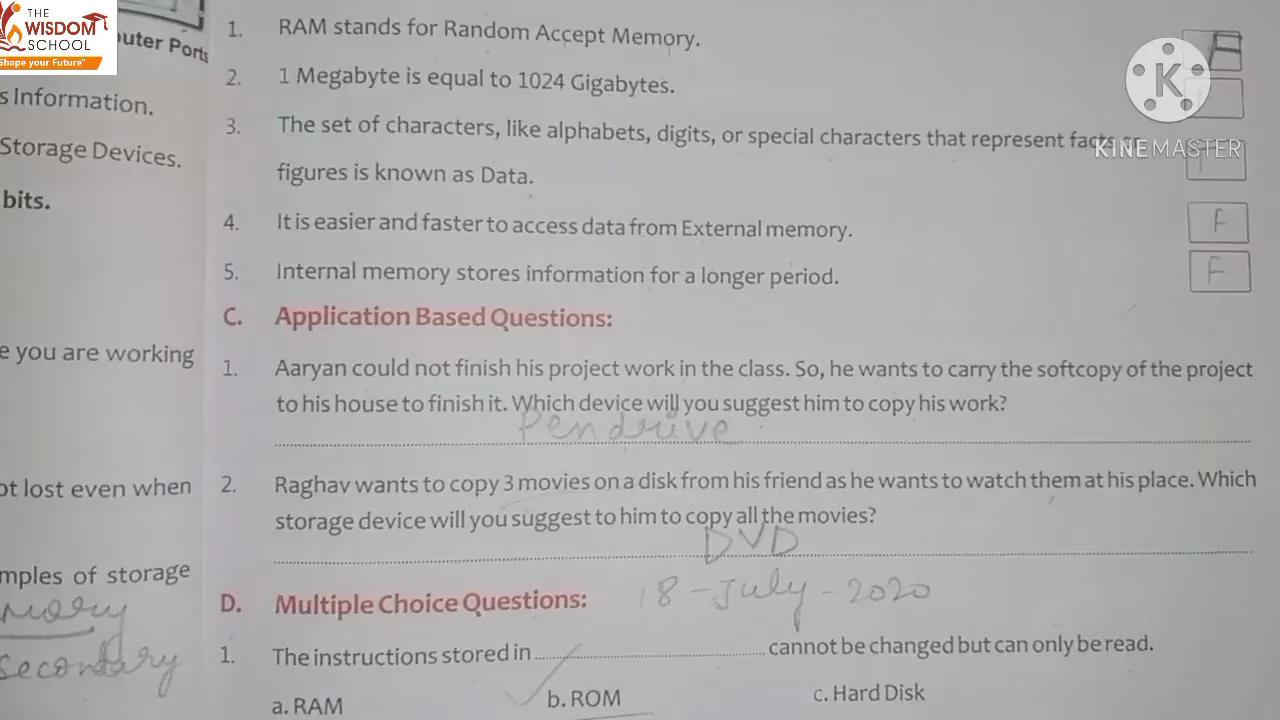 THE
WISDOM
SCHOOL
Shape your Future"
uter Ports
s Information.
Storage Devices.
bits.
e you are working
ot lost even when
mples of storage
mory
secondary
1. RAM stands for Random Accept Memory.
F
2. 1 Megabyte is equal to 1024 Gigabytes.
3. The set of characters, like alphabets, digits, or special characters that represent facts or
figures is known as Data.
4. It is easier and faster to access data from External memory.
F
5. Internal memory stores information for a longer period.
F
K
KINEMASTER
C. Application Based Questions:
1. Aaryan could not finish his project work in the class. So, he wants to carry the softcopy of the project
to his house to finish it. Which device will you suggest him to copy his work?
Pendrive
2. Raghav wants to copy 3 movies on a disk from his friend as he wants to watch them at his place. Which
storage device will you suggest to him to copy all the movies?
DVD
D. Multiple Choice Questions: 18-July-2020
1. The instructions stored in .................... cannot be changed but can only be read.
a. RAM b. ROM c. Hard Disk